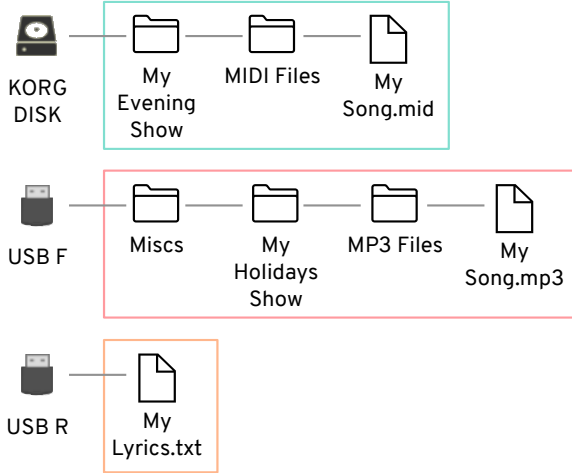 KORG
DISK
My
Evening
Show
MIDI Files
My
Song.mid
USB F
Miscs
My
Holidays
Show
MP3 Files
My
Song.mp3
USB R
My
Lyrics.txt